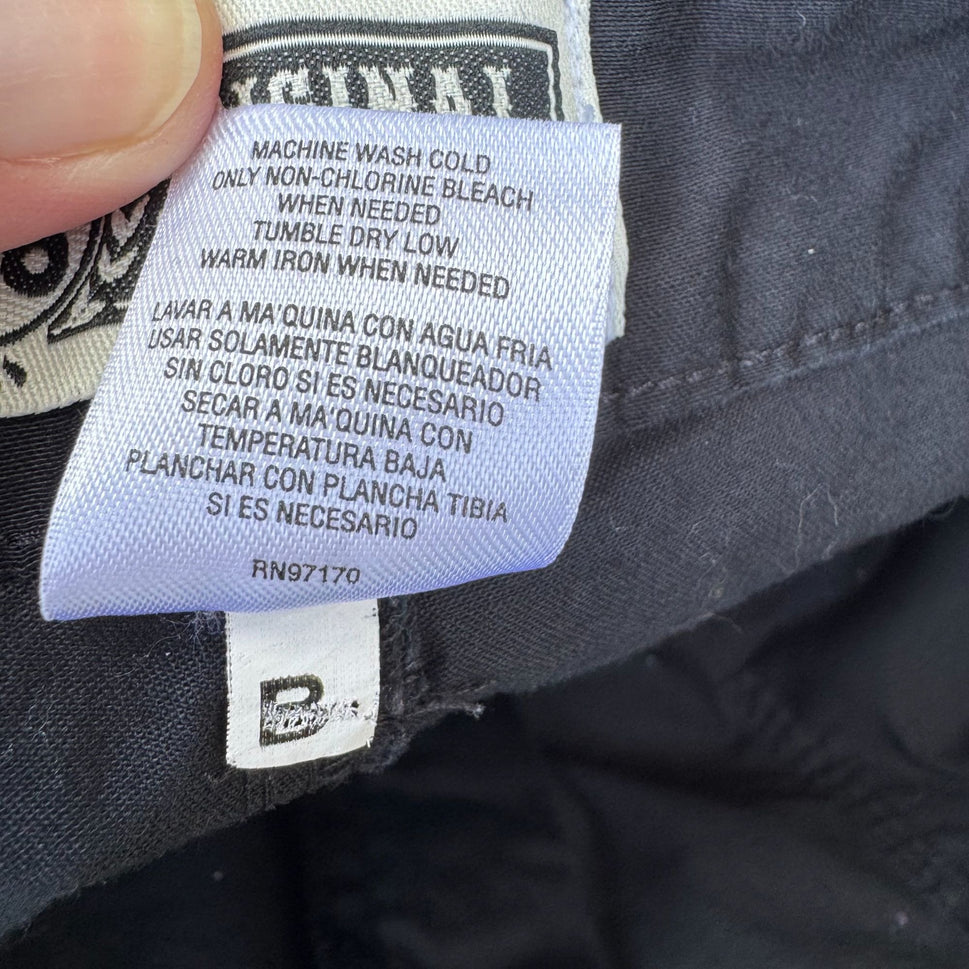 ORIGINAL
MACHINE WASH COLD
ONLY NON-CHLORINE BLEACH
WHEN NEEDED
TUMBLE DRY LOW
WARM IRON WHEN NEEDED
LAVAR A MA'QUINA CON AGUA FRIA
USAR SOLAMENTE BLANQUEADOR
SIN CLORO SI ES NECESARIO
SECAR A MA'QUINA CON
TEMPERATURA BAJA
PLANCHAR CON PLANCHA TIBIA
SI ES NECESARIO
RN97170
B